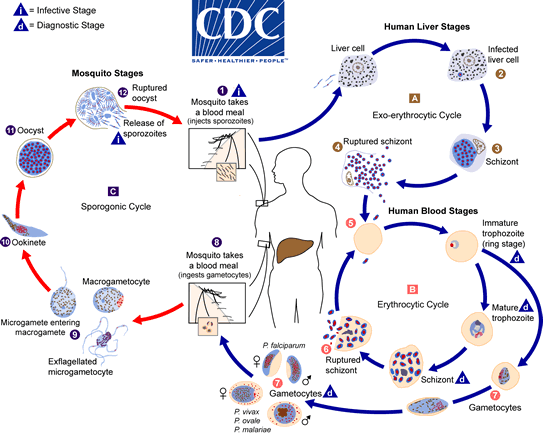 i = Infective Stage
d = Diagnostic Stage
CDC
SAFER • HEALTHIER • PEOPLE™
Human Liver Stages
Liver cell
Infected
liver cell
2
A
Exo-erythrocytic Cycle
4 Ruptured schizont
3
Schizont
Mosquito Stages
12 Ruptured
oocyst
Release of
sporozoites
i
11 Oocyst
1 i
Mosquito takes
a blood meal
(injects sporozoites)
C
Sporogonic Cycle
10 Ookinete
8
Mosquito takes
a blood meal
(ingests gametocytes)
Macrogametocyte
Microgamete entering
macrogamete 9
Exflagellated
microgametocyte
Human Blood Stages
5
Immature
trophozoite
(ring stage)
d
B
Erythrocytic Cycle
Mature
trophozoite
d
6
Ruptured
schizont
Schizont d
d
7
Gametocytes
P. falciparum
♀
7
♂
Gametocytes d
♀
♂
P. vivax
P. ovale
P. malariae